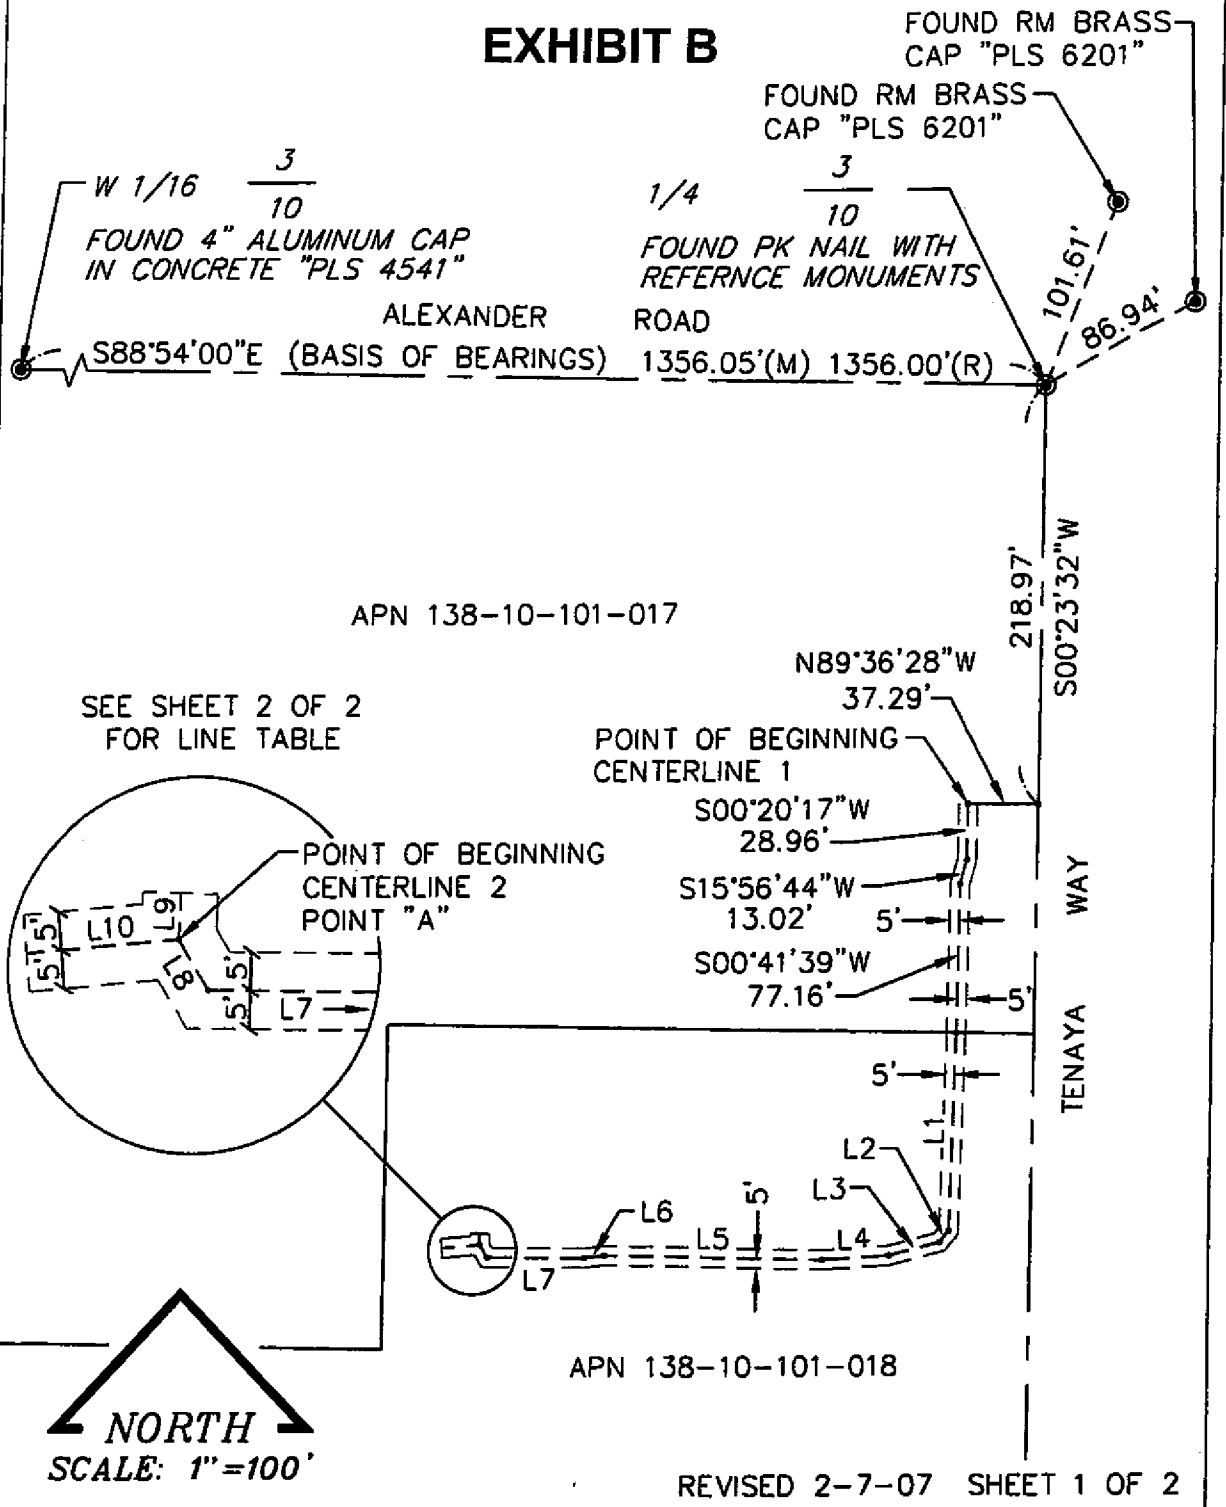 EXHIBIT B
FOUND RM BRASS
CAP "PLS 6201"
FOUND RM BRASS
CAP "PLS 6201"
W 1/16
3
10
FOUND 4" ALUMINUM CAP
IN CONCRETE "PLS 4541"
1/4
3
10
FOUND PK NAIL WITH
REFERNCE MONUMENTS
101.61'
86.94'
ALEXANDER ROAD
S88°54'00"E (BASIS OF BEARINGS) 1356.05'(M) 1356.00'(R)
218.97'
S00°23'32"W
APN 138-10-101-017
N89°36'28"W
37.29'
SEE SHEET 2 OF 2
FOR LINE TABLE
POINT OF BEGINNING
CENTERLINE 1
S00°20'17"W
28.96'
S15°56'44"W
13.02'
5'
S00°41'39"W
77.16'
5'
5'
TENAYA WAY
POINT OF BEGINNING
CENTERLINE 2
POINT "A"
L10
L9
L8
L7
5'
5'
5'
5'
L1
L2
L3
L4
L5
5'
L6
L7
APN 138-10-101-018
NORTH
SCALE: 1"=100'
REVISED 2-7-07 SHEET 1 OF 2